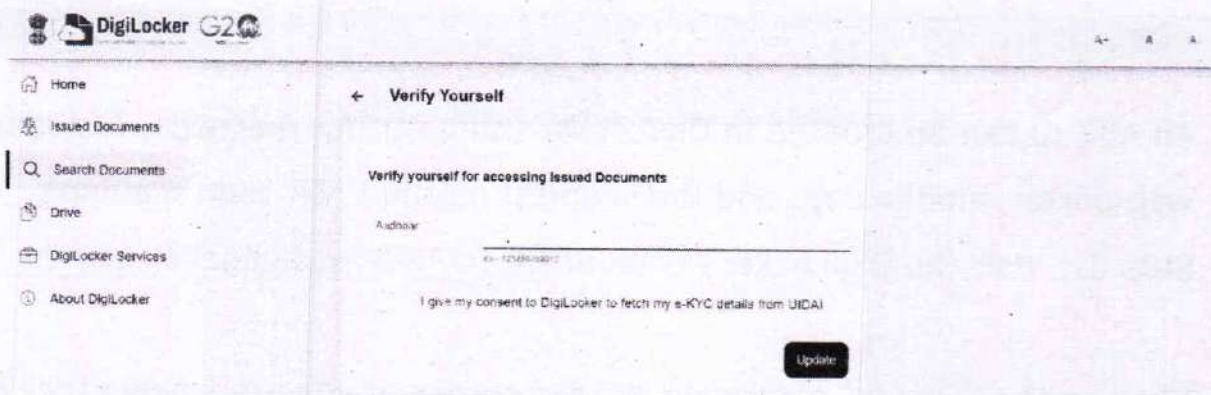 DigiLocker G20
A+ A A-
Home
Issued Documents
Search Documents
Drive
DigiLocker Services
About DigiLocker
← Verify Yourself
Verify yourself for accessing Issued Documents
Aadhaar
I give my consent to DigiLocker to fetch my e-KYC details from UIDAI
Update